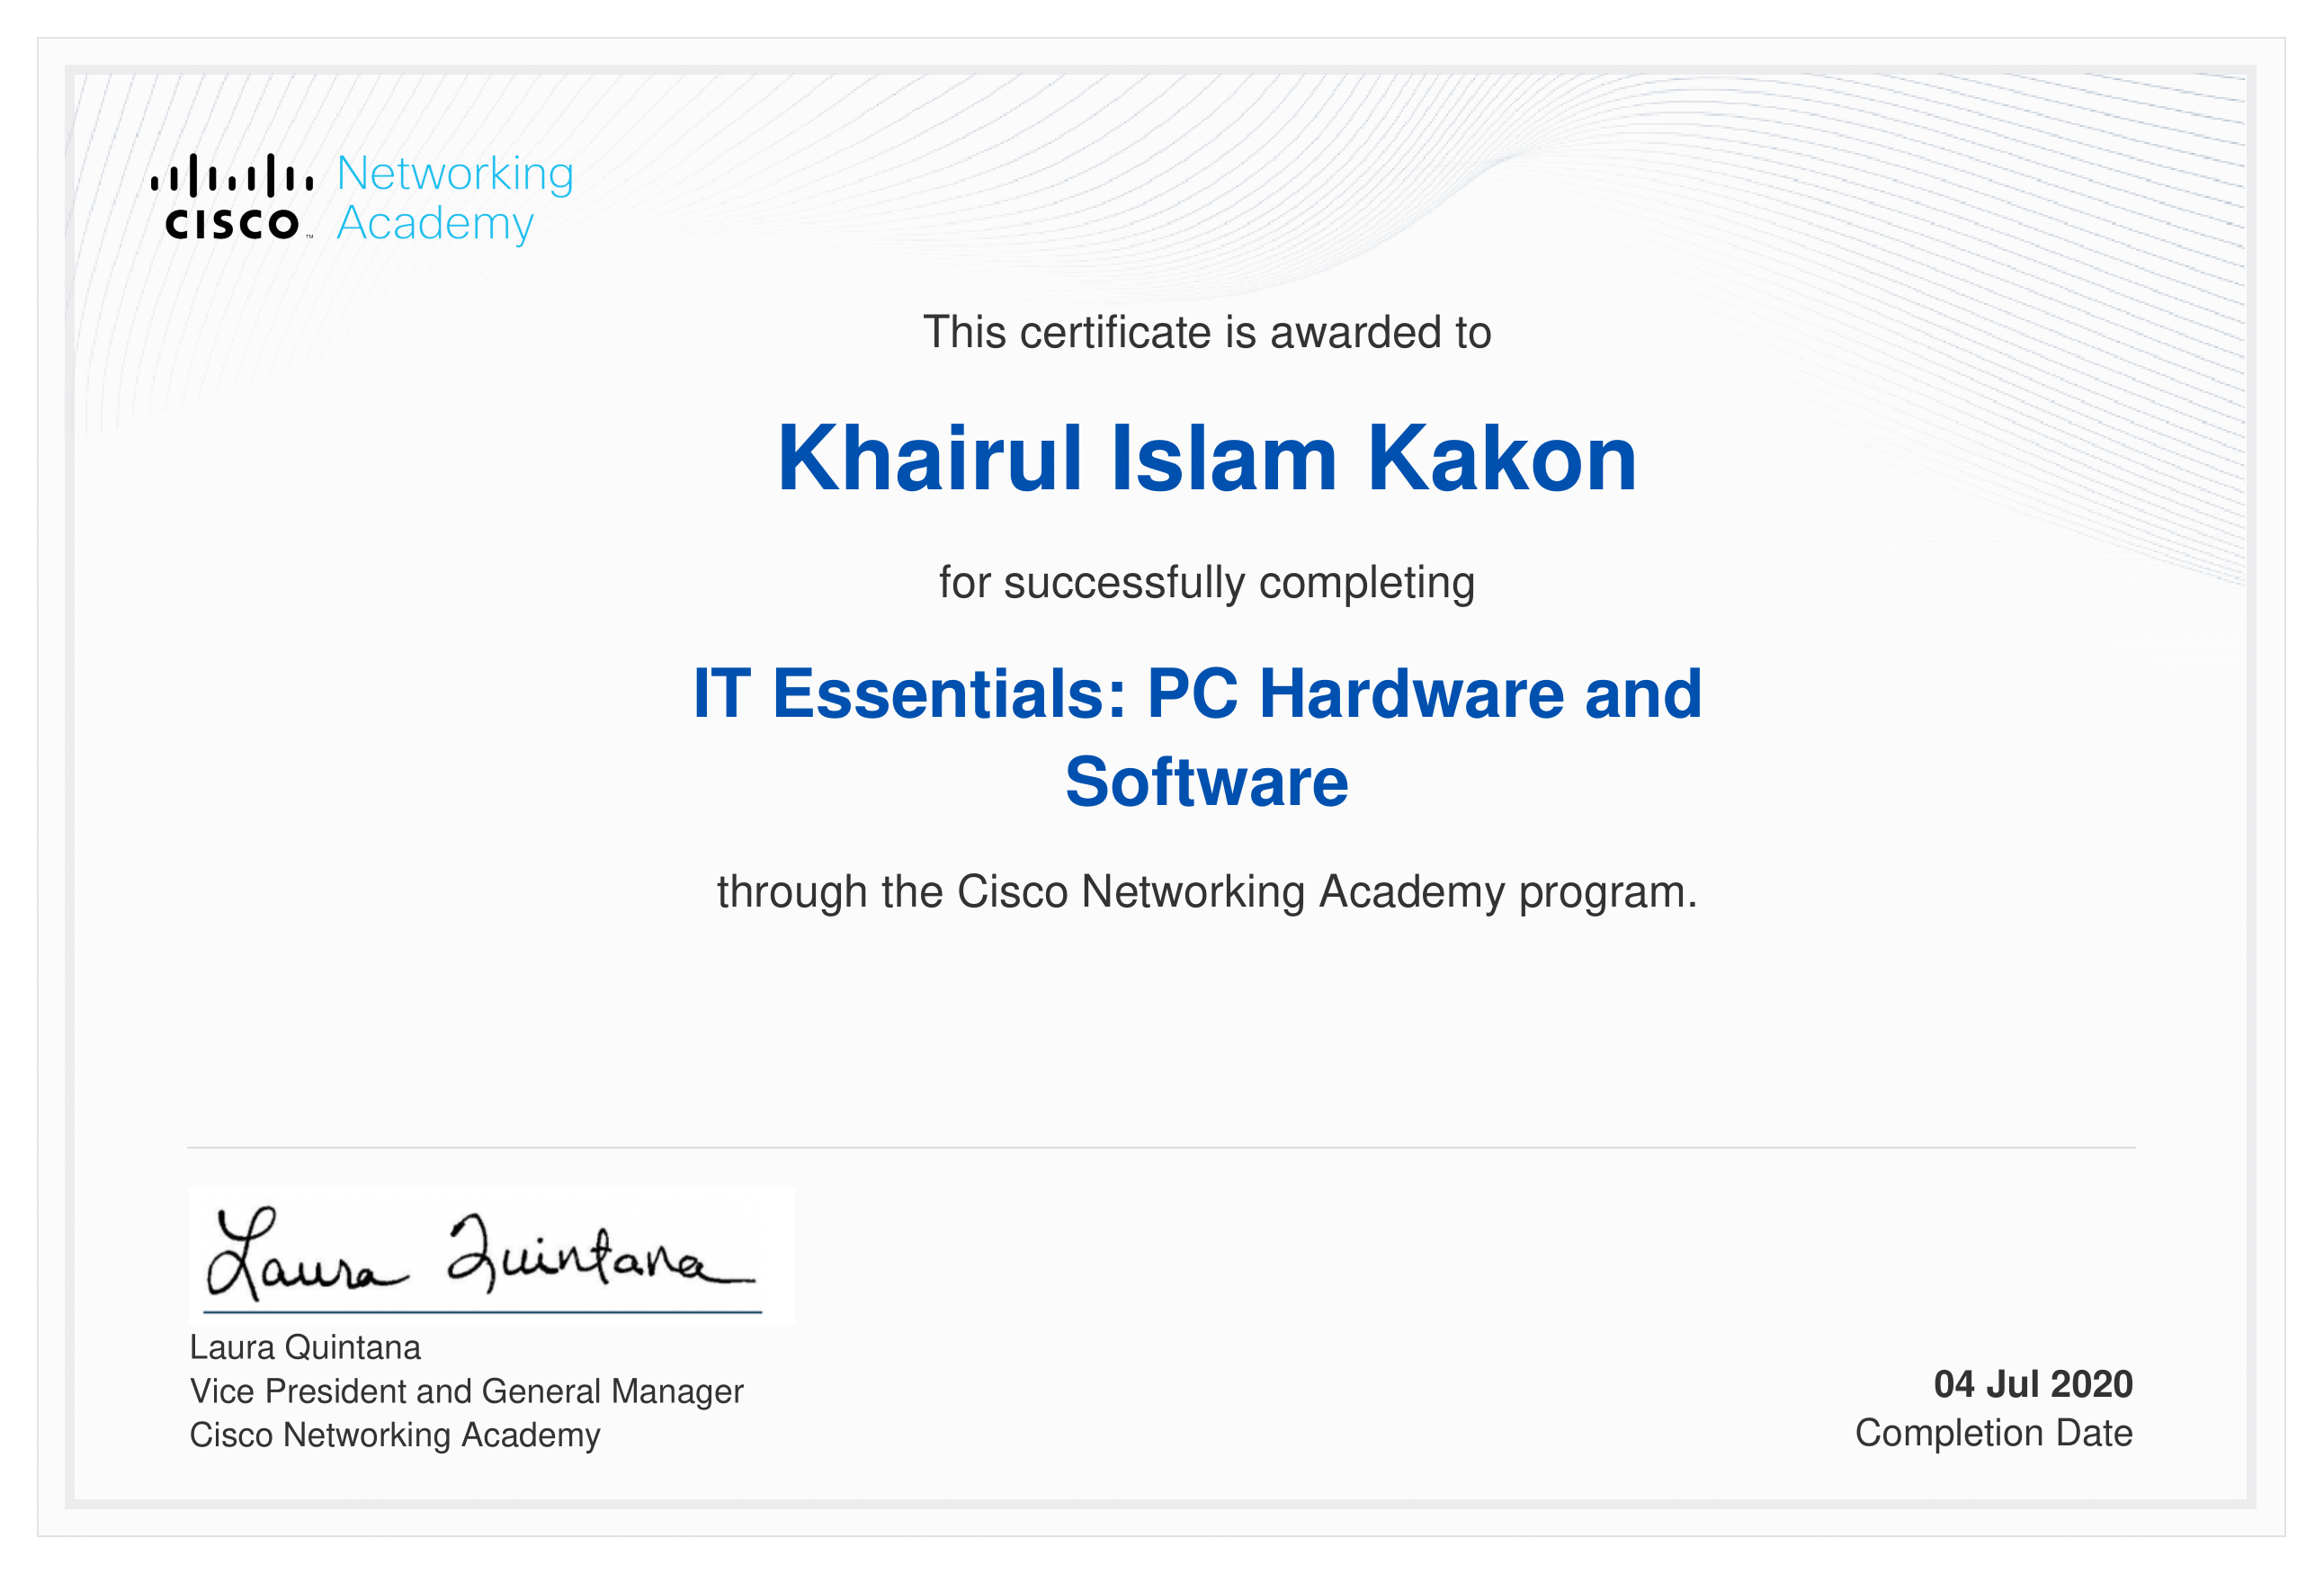 Networking
CISCO™ Academy
This certificate is awarded to
Khairul Islam Kakon
for successfully completing
IT Essentials: PC Hardware and
Software
through the Cisco Networking Academy program.
Laura Quintana
Laura Quintana
Vice President and General Manager
Cisco Networking Academy
04 Jul 2020
Completion Date